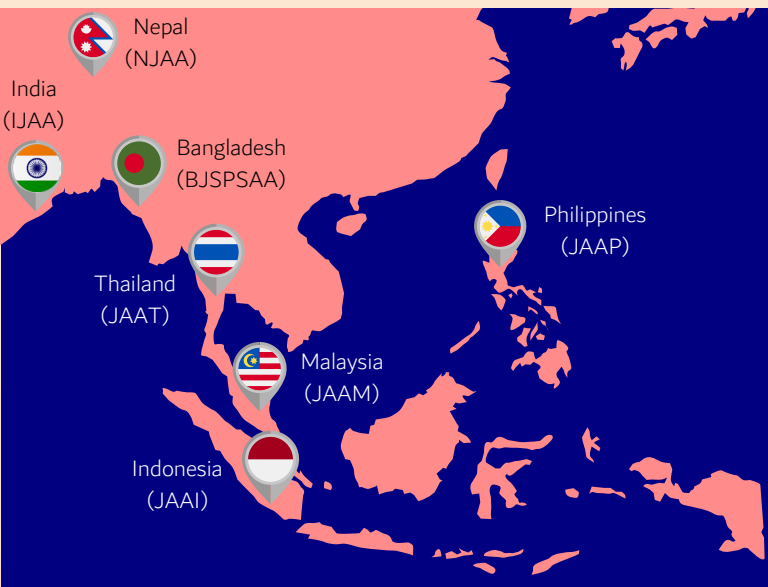 Nepal
(NJAA)
India
(IJAA)
Bangladesh
(BJSPSAA)
Philippines
(JAAP)
Thailand
(JAAT)
Malaysia
(JAAM)
Indonesia
(JAAI)